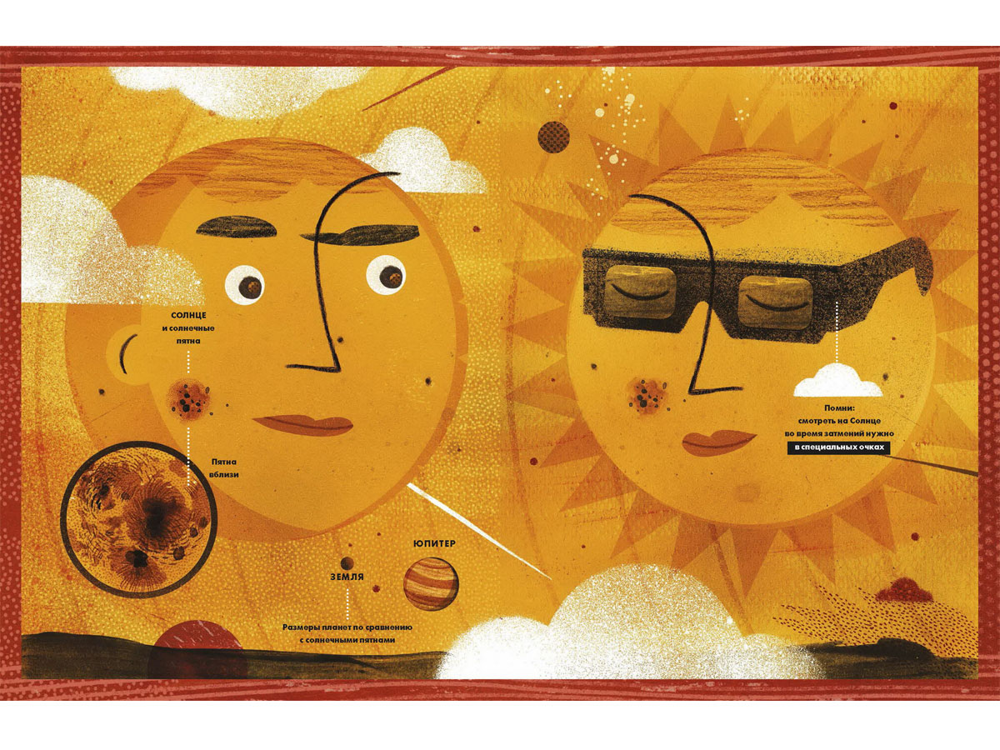 СОЛНЦЕ
и солнечные
пятна
Пятна
вблизи
ЮПИТЕР
ЗЕМЛЯ
Размеры планет по сравнению
с солнечными пятнами
Помни:
смотреть на Солнце
во время затмений нужно
в специальных очках